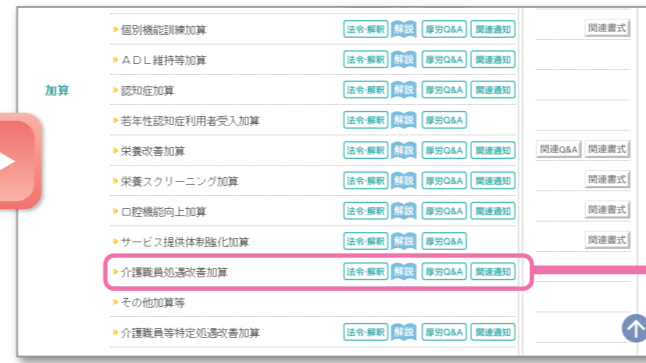 個別機能訓練加算 法令・解釈 解説 厚労Q&A 関連通知 関連書式
ＡＤＬ維持等加算 法令・解釈 解説 厚労Q&A 関連通知
加算 認知症加算 法令・解釈 解説 厚労Q&A 関連通知
若年性認知症利用者受入加算 法令・解釈 解説 厚労Q&A
栄養改善加算 法令・解釈 解説 厚労Q&A 関連通知 関連Q&A 関連書式
栄養スクリーニング加算 法令・解釈 解説 厚労Q&A 関連通知 関連書式
口腔機能向上加算 法令・解釈 解説 厚労Q&A 関連通知 関連書式
サービス提供体制強化加算 法令・解釈 解説 厚労Q&A 関連書式
介護職員処遇改善加算 法令・解釈 解説 厚労Q&A 関連通知
その他加算等
介護職員等特定処遇改善加算 法令・解釈 解説 厚労Q&A 関連通知